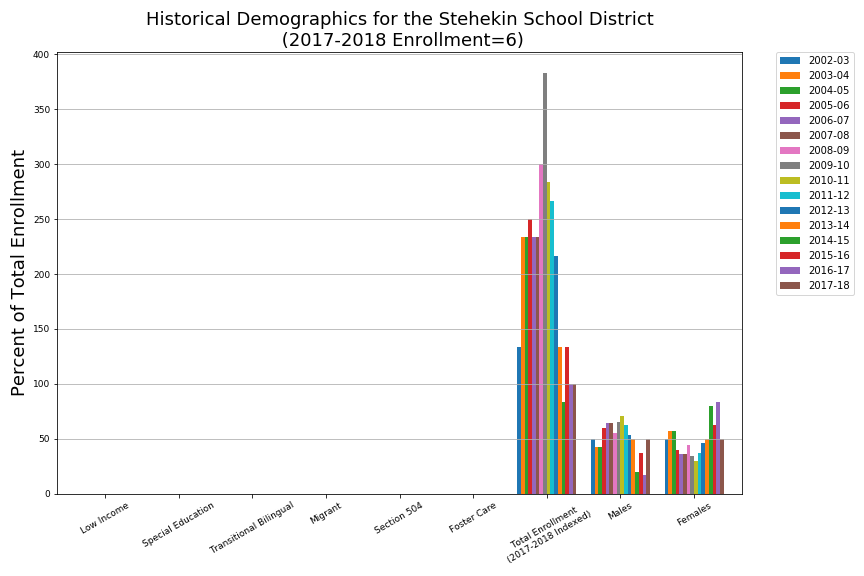 Historical Demographics for the Stehekin School District
(2017-2018 Enrollment=6)
Percent of Total Enrollment
400
350
300
250
200
150
100
50
0
Low Income
Special Education
Transitional Bilingual
Migrant
Section 504
Foster Care
Total Enrollment
(2017-2018 Indexed)
Males
Females
2002-03
2003-04
2004-05
2005-06
2006-07
2007-08
2008-09
2009-10
2010-11
2011-12
2012-13
2013-14
2014-15
2015-16
2016-17
2017-18